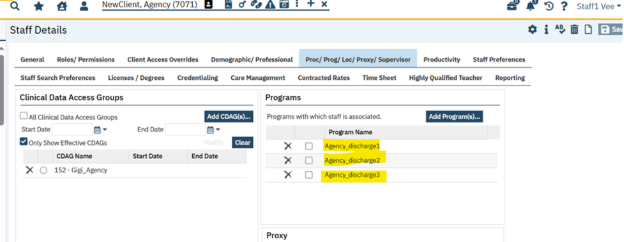 NewClient, Agency (7071)
Staff1 Vee
Staff Details
Sav
General Roles/ Permissions Client Access Overrides Demographic/ Professional Proc/ Prog/ Loc/ Proxy/ Supervisor Productivity Staff Preferences
Staff Search Preferences Licenses / Degrees Credentialing Care Management Contracted Rates Time Sheet Highly Qualified Teacher Reporting
Clinical Data Access Groups
All Clinical Data Access Groups Add CDAG(s)...
Start Date End Date
Only Show Effective CDAGs Modify Clear
CDAG Name Start Date End Date
152 - Gigi_Agency
Programs
Programs with which staff is associated. Add Program(s)...
Program Name
Agency_discharge1
Agency_discharge2
Agency_discharge3
Proxy